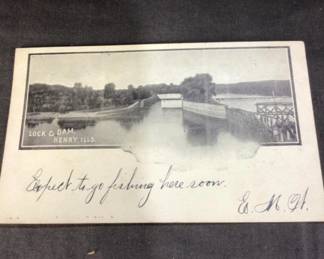 LOCK & DAM,
HENRY, ILLS.
Expect to go fishing here soon.
E. M.